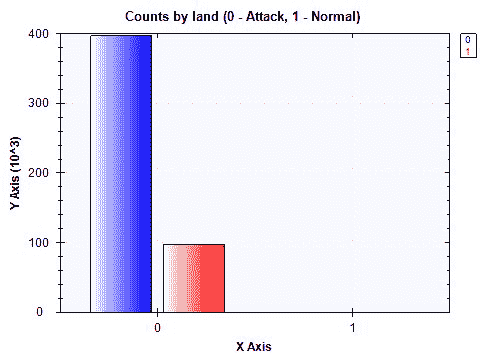 Counts by land (0 - Attack, 1 - Normal)
0
1
Y Axis (10^3)
400
300
200
100
0
0 1
X Axis